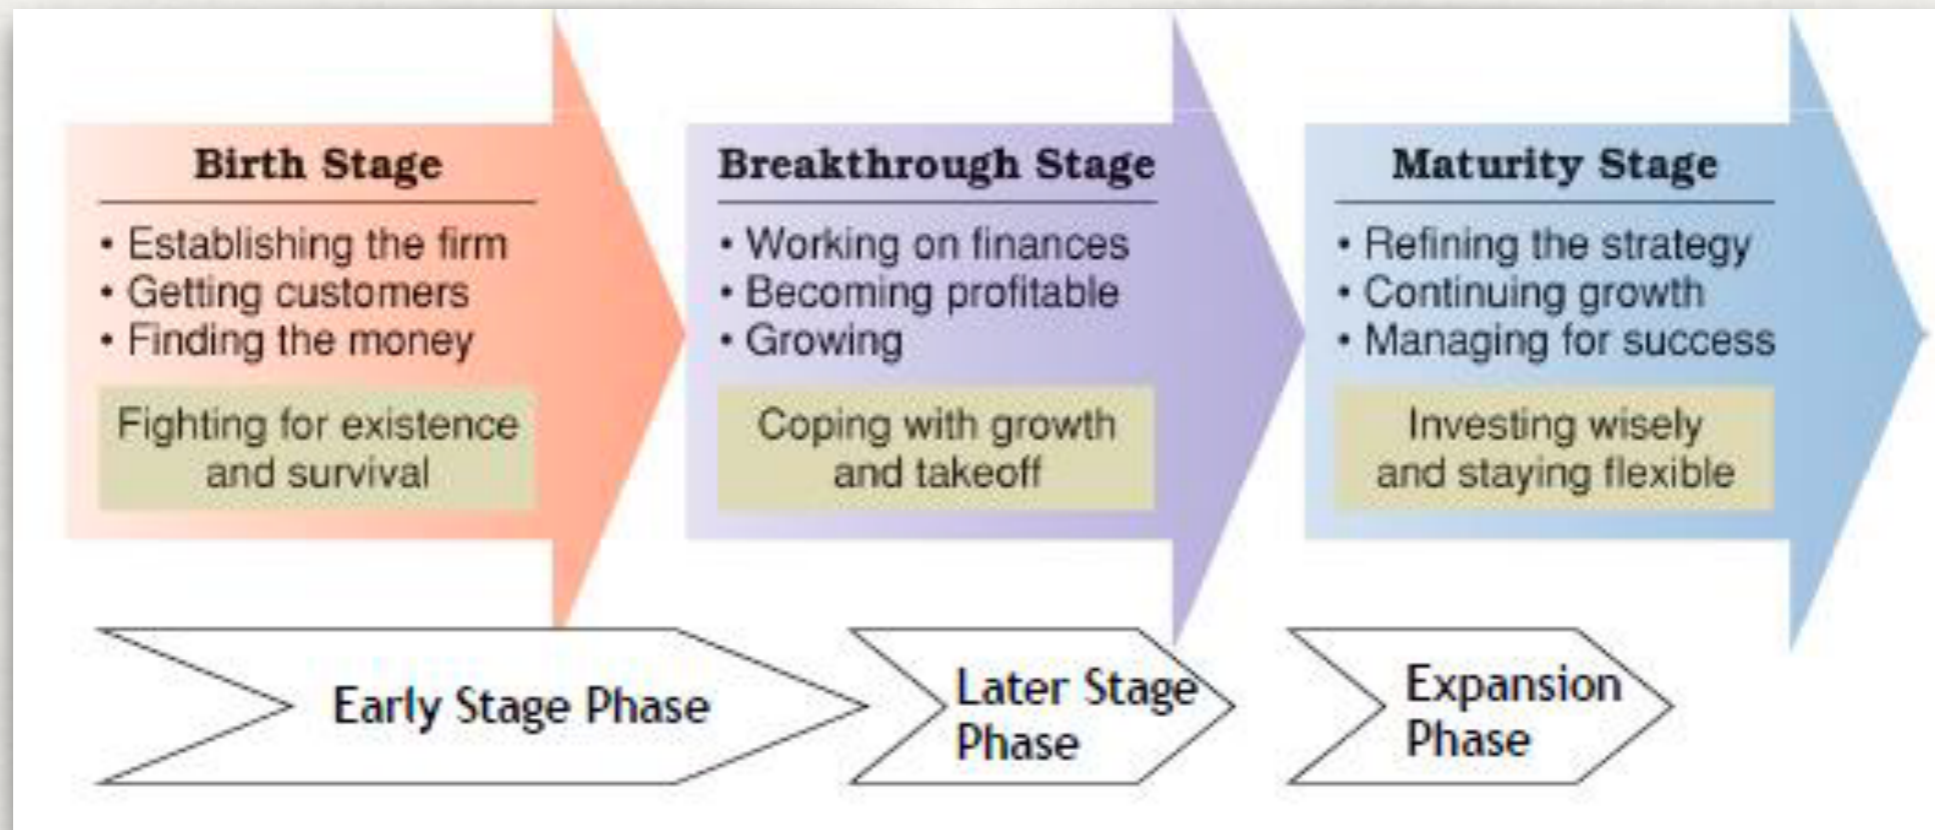 Birth Stage
• Establishing the firm
• Getting customers
• Finding the money
Fighting for existence
and survival
Breakthrough Stage
• Working on finances
• Becoming profitable
• Growing
Coping with growth
and takeoff
Maturity Stage
• Refining the strategy
• Continuing growth
• Managing for success
Investing wisely
and staying flexible
Early Stage Phase
Later Stage
Phase
Expansion
Phase